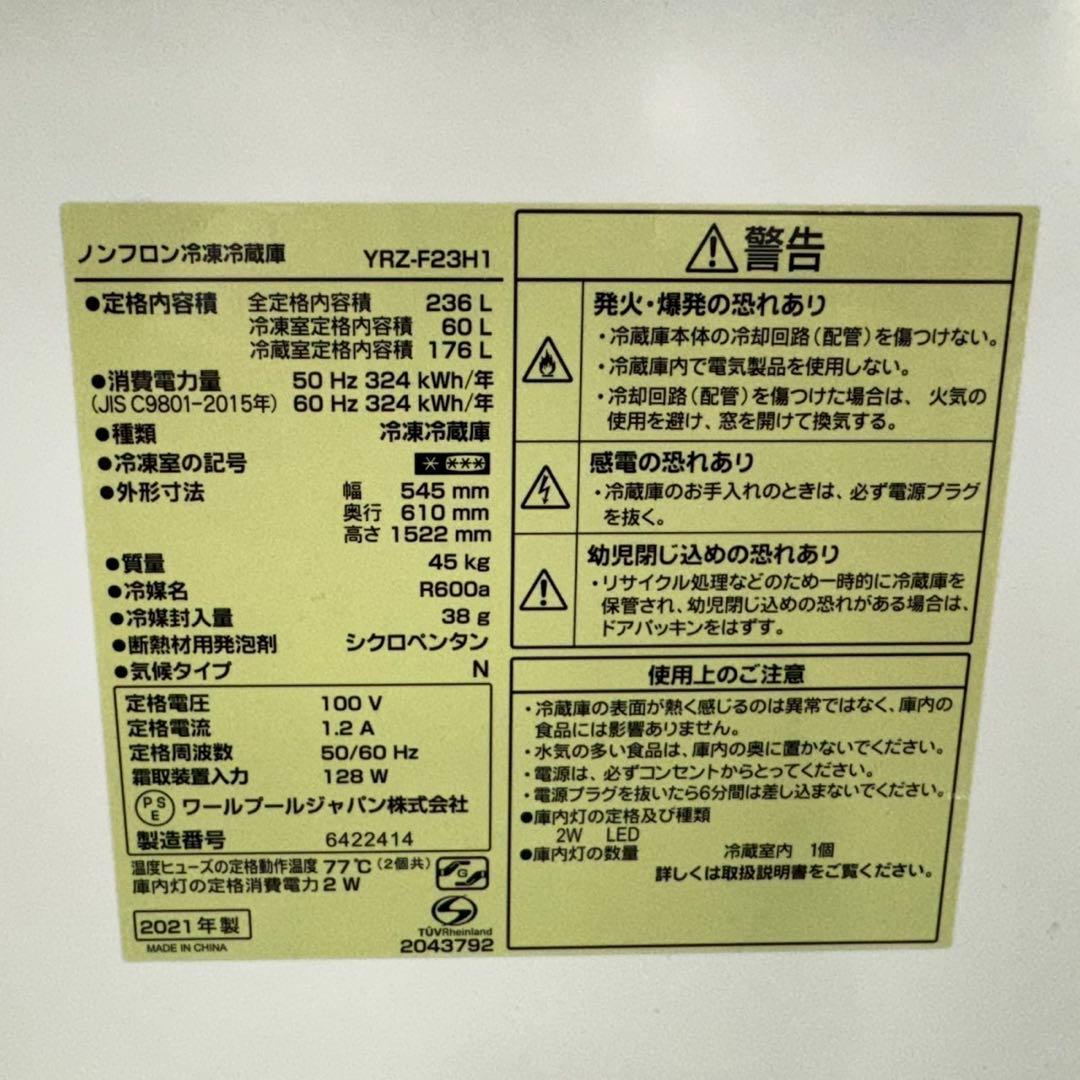 ノンフロン冷凍冷蔵庫 YRZ-F23H1
●定格内容積 全定格内容積 236 L
冷凍室定格内容積 60 L
冷蔵室定格内容積 176 L
●消費電力量 50 Hz 324 kWh/年
(JIS C9801-2015年) 60 Hz 324 kWh/年
●種類 冷凍冷蔵庫
●冷凍室の記号 * ***
●外形寸法 幅 545 mm
奥行 610 mm
高さ 1522 mm
●質量 45 kg
●冷媒名 R600a
●冷媒封入量 38 g
●断熱材用発泡剤 シクロペンタン
●気候タイプ N
定格電圧 100 V
定格電流 1.2 A
定格周波数 50/60 Hz
霜取装置入力 128 W
PSE ワールプールジャパン株式会社
製造番号 6422414
温度ヒューズの定格動作温度 77℃ (2個共)
庫内灯の定格消費電力 2 W
G
2021年製
MADE IN CHINA
TÜVRheinland
2043792
⚠警告
発火・爆発の恐れあり
・冷蔵庫本体の冷却回路(配管)を傷つけない。
・冷蔵庫内で電気製品を使用しない。
・冷却回路(配管)を傷つけた場合は、火気の
使用を避け、窓を開けて換気する。
感電の恐れあり
・冷蔵庫のお手入れのときは、必ず電源プラグ
を抜く。
幼児閉じ込めの恐れあり
・リサイクル処理などのため一時的に冷蔵庫を
保管され、幼児閉じ込めの恐れがある場合は、
ドアパッキンをはずす。
使用上のご注意
・冷蔵庫の表面が熱く感じるのは異常ではなく、庫内の
食品には影響ありません。
・水気の多い食品は、庫内の奥に置かないでください。
・電源は、必ずコンセントからとってください。
・電源プラグを抜いたら6分間は差し込まないでください。
●庫内灯の定格及び種類
2W LED
●庫内灯の数量 冷蔵室内 1個
詳しくは取扱説明書をご覧ください。